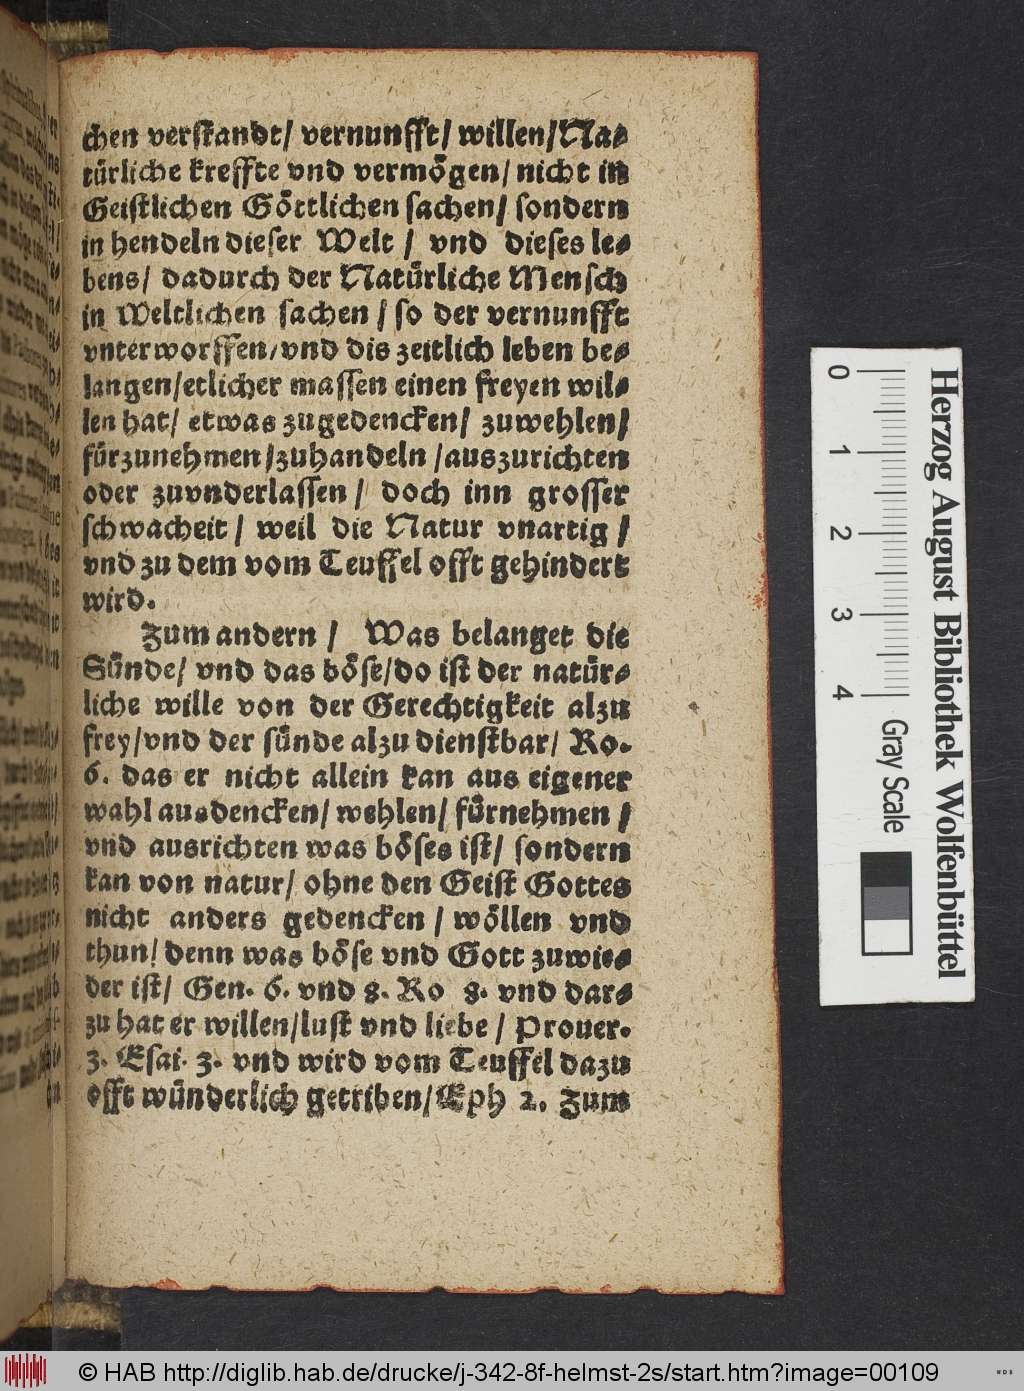 chen verstandt/ vernunfft/ willen/Na-
türliche kreffte vnd vermögen/ nicht in
Geistlichen Göttlichen sachen/ sondern
in hendeln dieser Welt / vnd dieses le-
bens/ dadurch der Natürliche Mensch
in Weltlichen sachen / so der vernunfft
vnterworffen/vnd dis zeitlich leben be-
langen/etlicher massen einen freyen wil-
len hat/ etwas zugedencken/ zuwehlen/
fürzunehmen/zuhandeln /auszurichten
oder zuvnderlassen / doch inn grosser
schwacheit / weil die Natur vnartig /
vnd zu dem vom Teuffel offt gehindert
wird.
Zum andern / Was belanget die
Sünde/ vnd das böse/do ist der natür-
liche wille von der Gerechtigkeit alzu
frey/vnd der sünde alzu dienstbar/ Ro.
6. das er nicht allein kan aus eigener
wahl ausdencken/ wehlen/ fürnehmen /
vnd ausrichten was böses ist/ sondern
kan von natur/ ohne den Geist Gottes
nicht anders gedencken / wöllen vnd
thun/ denn was böse vnd Gott zuwie-
der ist/ Gen. 6. vnd 8. Ro 8. vnd dar-
zu hat er willen/lust vnd liebe / Prouer.
3. Esai. 3. vnd wird vom Teuffel dazu
offt wünderlich getriben/Eph 2. Zum
Herzog August Bibliothek Wolfenbüttel
0 1 2 3 4
Gray Scale
© HAB http://diglib.hab.de/drucke/j-342-8f-helmst-2s/start.htm?image=00109